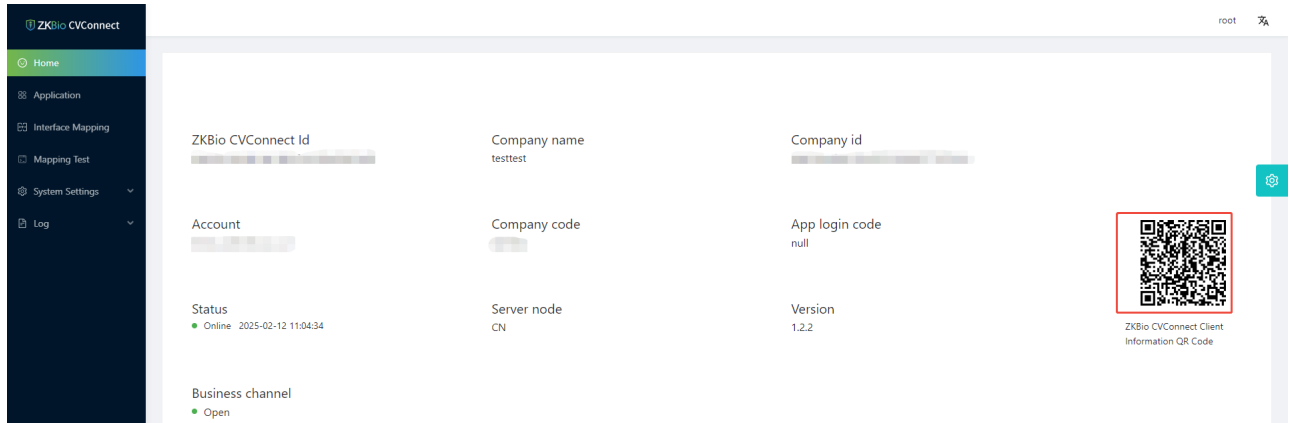 ZKBio CVConnect
root
Home
Application
Interface Mapping
Mapping Test
System Settings
Log
ZKBio CVConnect Id
Company name
testtest
Company id
Account
Company code
App login code
null
Status
Online 2025-02-12 11:04:34
Server node
CN
Version
1.2.2
ZKBio CVConnect Client
Information QR Code
Business channel
Open